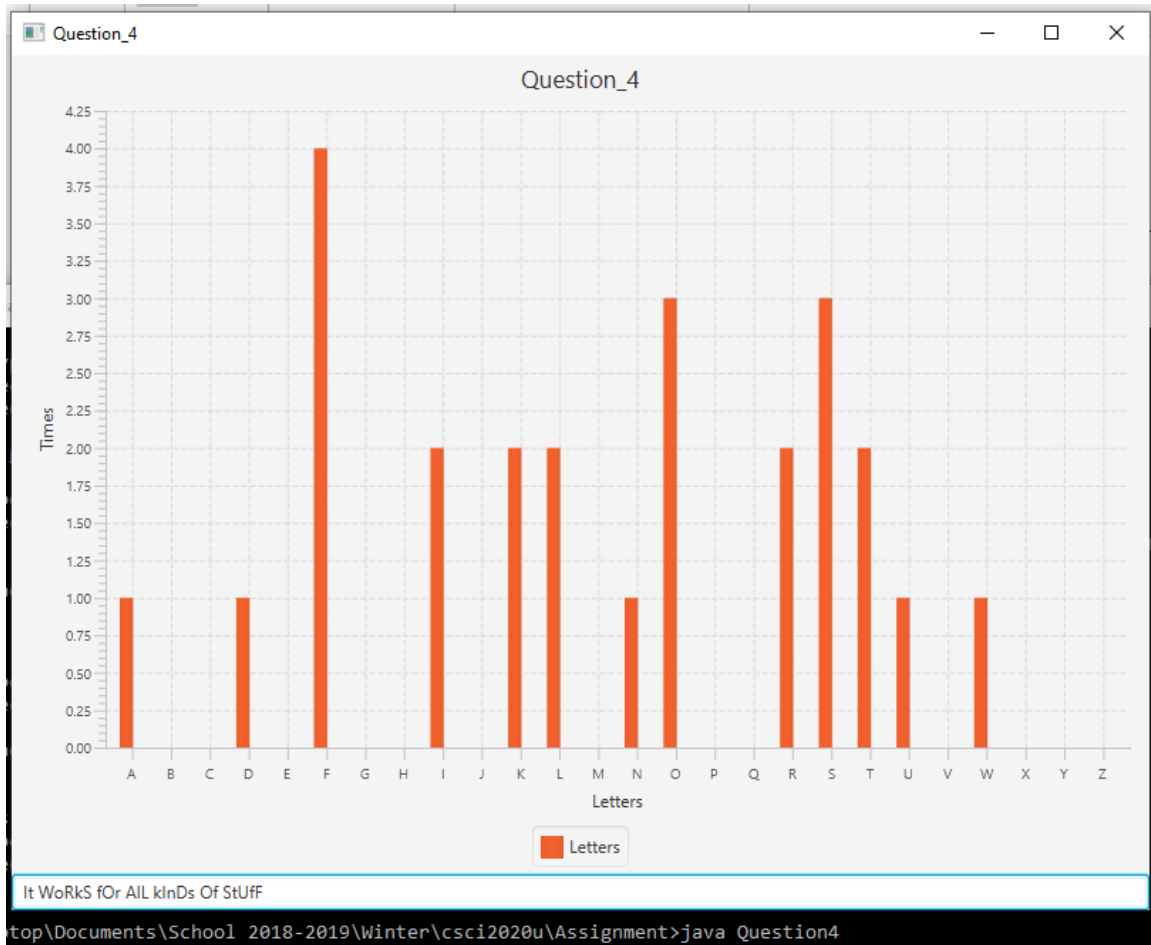 Question_4
Question_4
4.25
4.00
3.75
3.50
3.25
3.00
2.75
2.50
2.25
2.00
1.75
1.50
1.25
1.00
0.75
0.50
0.25
0.00
Times
A B C D E F G H I J K L M N O P Q R S T U V W X Y Z
Letters
Letters
It WoRkS fOr AlL kInDs Of StUfF
top\Documents\School 2018-2019\Winter\csci2020u\Assignment>java Question4